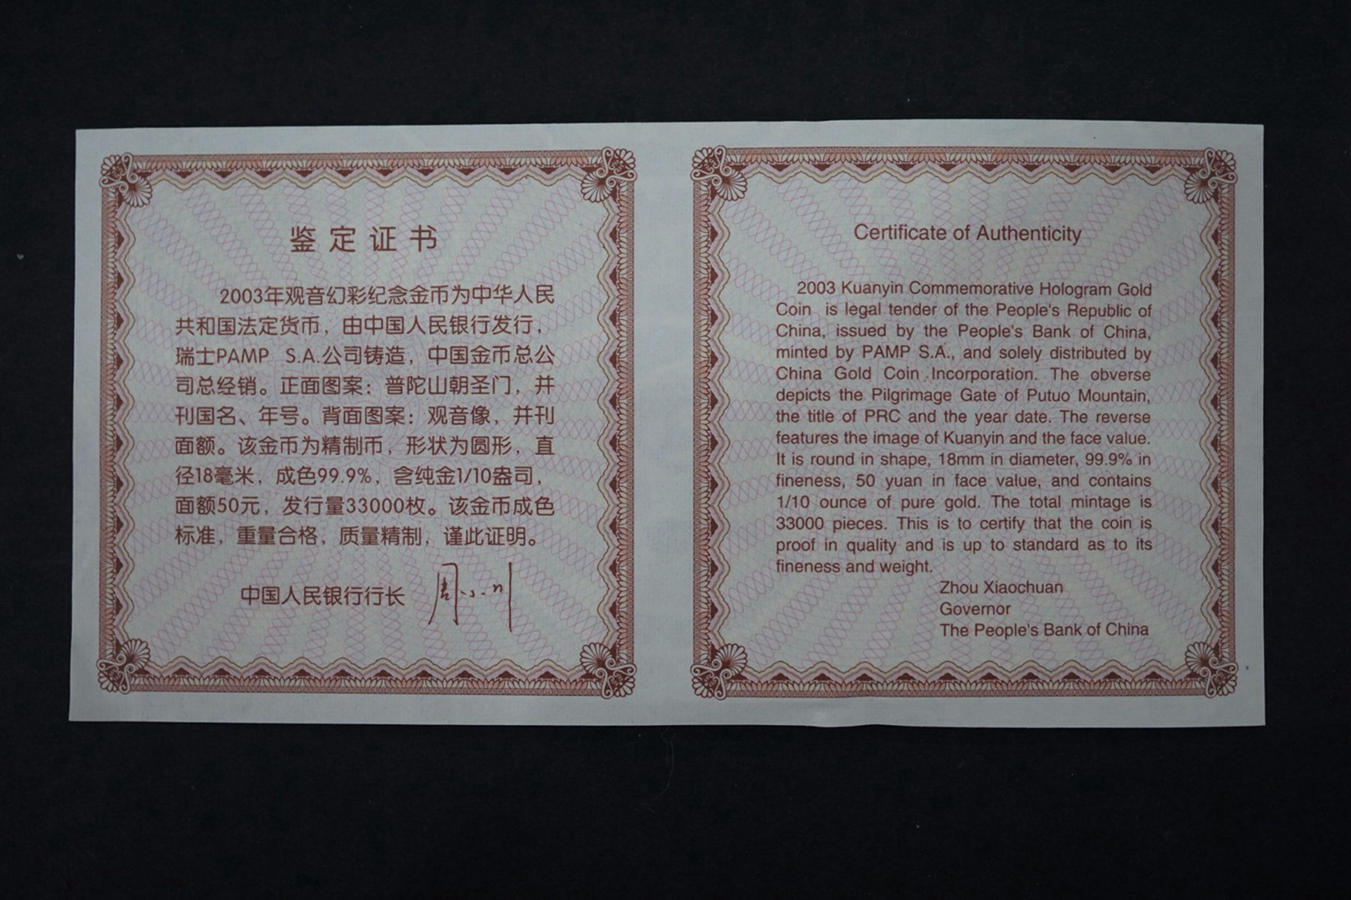 鉴定证书
2003年观音幻彩纪念金币为中华人民
共和国法定货币，由中国人民银行发行，
瑞士PAMP S.A.公司铸造，中国金币总公
司总经销。正面图案：普陀山朝圣门，并
刊国名、年号。背面图案：观音像，并刊
面额。该金币为精制币，形状为圆形，直
径18毫米，成色99.9%，含纯金1/10盎司，
面额50元，发行量33000枚。该金币成色
标准，重量合格，质量精制，谨此证明。
中国人民银行行长 周小川
Certificate of Authenticity
2003 Kuanyin Commemorative Hologram Gold
Coin is legal tender of the People's Republic of
China, issued by the People's Bank of China,
minted by PAMP S.A., and solely distributed by
China Gold Coin Incorporation. The obverse
depicts the Pilgrimage Gate of Putuo Mountain,
the title of PRC and the year date. The reverse
features the image of Kuanyin and the face value.
It is round in shape, 18mm in diameter, 99.9% in
fineness, 50 yuan in face value, and contains
1/10 ounce of pure gold. The total mintage is
33000 pieces. This is to certify that the coin is
proof in quality and is up to standard as to its
fineness and weight.
Zhou Xiaochuan
Governor
The People's Bank of China